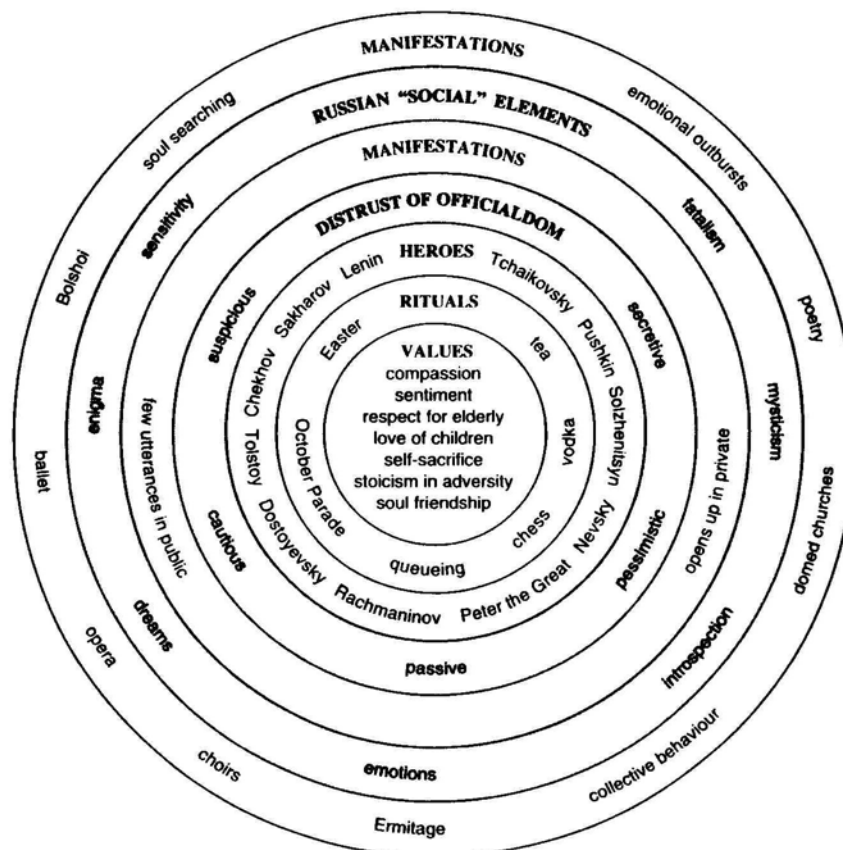 MANIFESTATIONS
emotional outbursts
poetry
domed churches
collective behaviour
Ermitage
choirs
opera
ballet
Bolshoi
soul searching
RUSSIAN “SOCIAL” ELEMENTS
fatalism
mysticism
introspection
emotions
dreams
enigma
sensitivity
MANIFESTATIONS
opens up in private
few utterances in public
DISTRUST OF OFFICIALDOM
secretive
pessimistic
passive
cautious
suspicious
HEROES
Tchaikovsky
Pushkin
Solzhenitsyn
Nevsky
Peter the Great
Rachmaninov
Dostoyevsky
Tolstoy
Chekhov
Sakharov
Lenin
RITUALS
tea
vodka
chess
queueing
October Parade
Easter
VALUES
compassion
sentiment
respect for elderly
love of children
self-sacrifice
stoicism in adversity
soul friendship